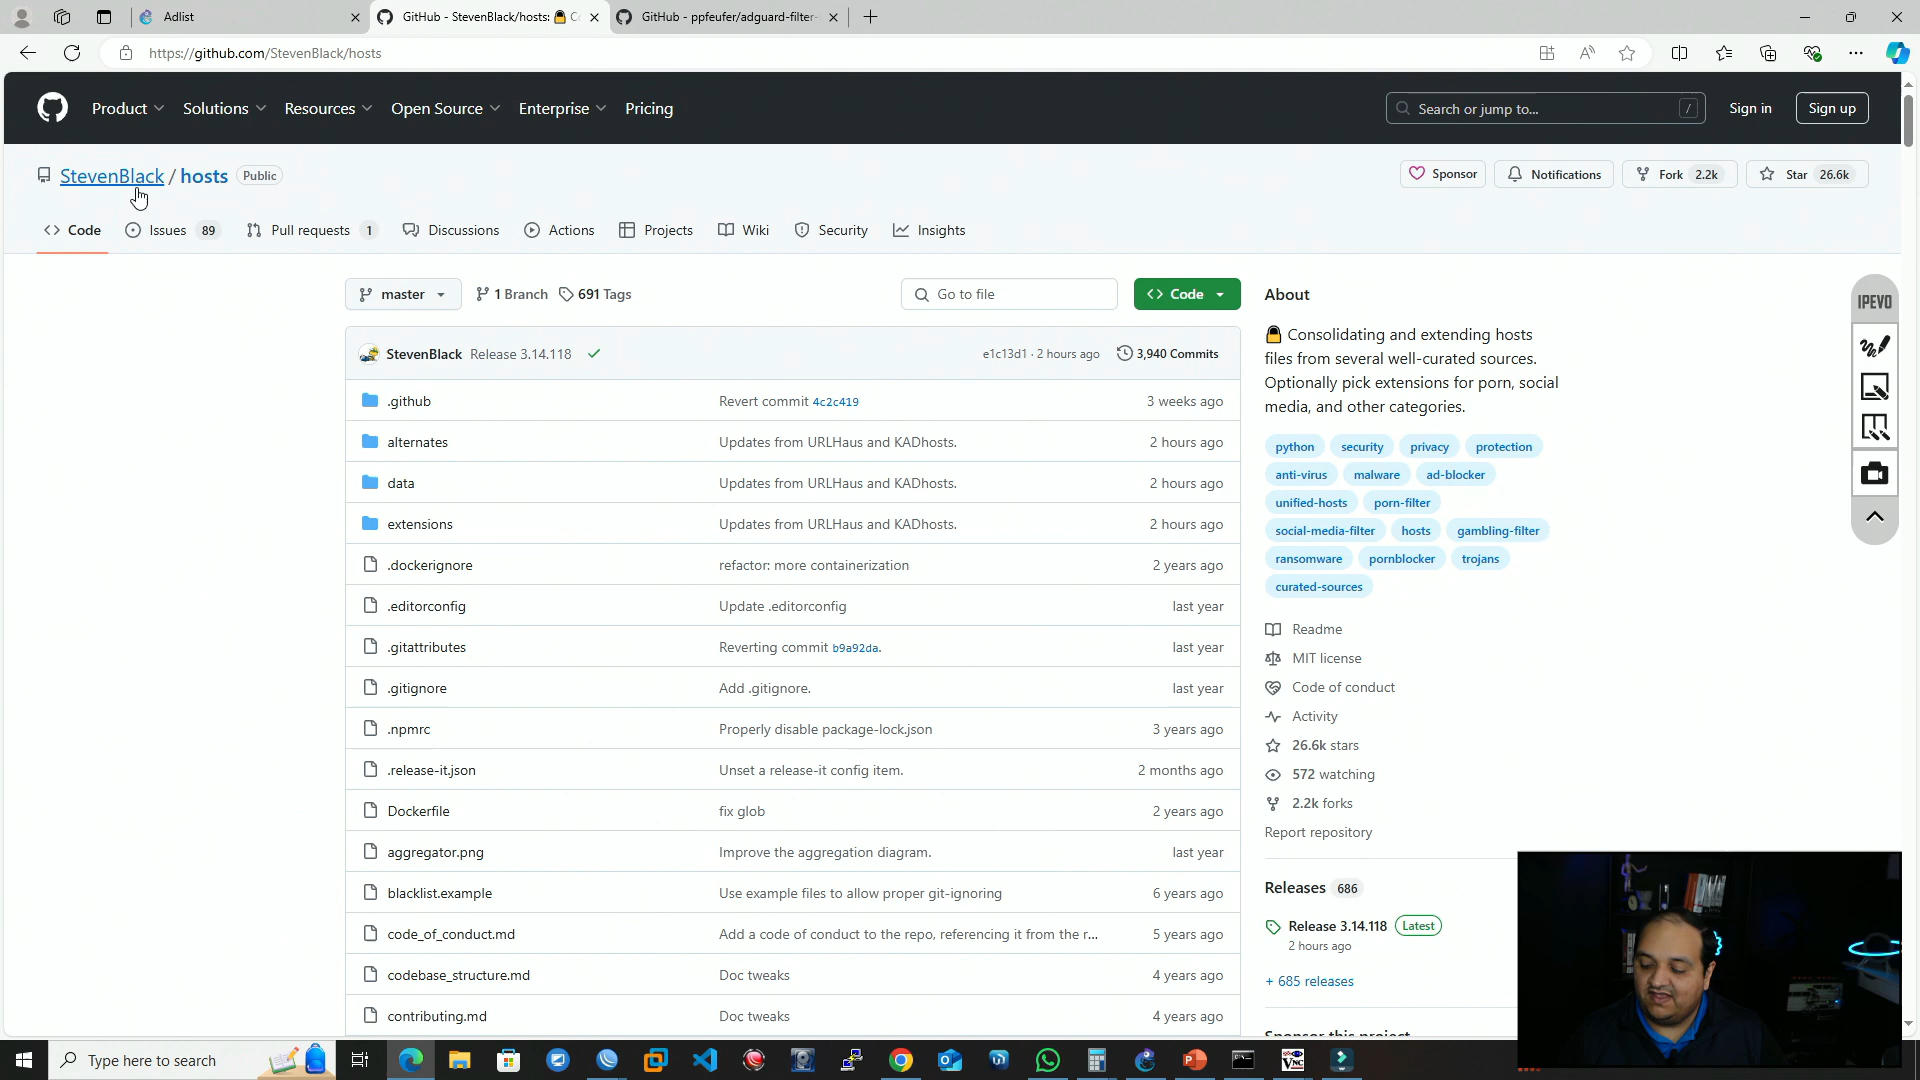 Adlist
GitHub - StevenBlack/hosts: 🔒 Co
GitHub - ppfeufer/adguard-filter-
https://github.com/StevenBlack/hosts
Product
Solutions
Resources
Open Source
Enterprise
Pricing
Search or jump to...
/
Sign in
Sign up
StevenBlack / hosts Public
Sponsor
Notifications
Fork 2.2k
Star 26.6k
Code
Issues 89
Pull requests 1
Discussions
Actions
Projects
Wiki
Security
Insights
master
1 Branch
691 Tags
Go to file
<> Code
StevenBlack Release 3.14.118
e1c13d1 · 2 hours ago
3,940 Commits
.github Revert commit 4c2c419 3 weeks ago
alternates Updates from URLHaus and KADhosts. 2 hours ago
data Updates from URLHaus and KADhosts. 2 hours ago
extensions Updates from URLHaus and KADhosts. 2 hours ago
.dockerignore refactor: more containerization 2 years ago
.editorconfig Update .editorconfig last year
.gitattributes Reverting commit b9a92da. last year
.gitignore Add .gitignore. last year
.npmrc Properly disable package-lock.json 3 years ago
.release-it.json Unset a release-it config item. 2 months ago
Dockerfile fix glob 2 years ago
aggregator.png Improve the aggregation diagram. last year
blacklist.example Use example files to allow proper git-ignoring 6 years ago
code_of_conduct.md Add a code of conduct to the repo, referencing it from the r... 5 years ago
codebase_structure.md Doc tweaks 4 years ago
contributing.md Doc tweaks 4 years ago
About
🔒 Consolidating and extending hosts
files from several well-curated sources.
Optionally pick extensions for porn, social
media, and other categories.
python security privacy protection
anti-virus malware ad-blocker
unified-hosts porn-filter
social-media-filter hosts gambling-filter
ransomware pornblocker trojans
curated-sources
Readme
MIT license
Code of conduct
Activity
26.6k stars
572 watching
2.2k forks
Report repository
Releases 686
Release 3.14.118 Latest
2 hours ago
+ 685 releases
Sponsor this project
IPEVO
Type here to search